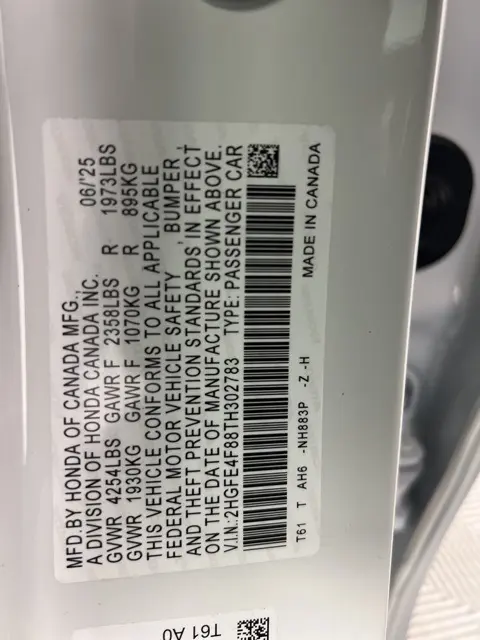 MFD.BY HONDA OF CANADA MFG., 06/'25
A DIVISION OF HONDA CANADA INC.
GVWR 4254LBS GAWR F 2358LBS R 1973LBS
GVWR 1930KG GAWR F 1070KG R 895KG
THIS VEHICLE CONFORMS TO ALL APPLICABLE
FEDERAL MOTOR VEHICLE SAFETY , BUMPER ,
AND THEFT PREVENTION STANDARDS IN EFFECT
ON THE DATE OF MANUFACTURE SHOWN ABOVE.
V.I.N.:2HGFE4F88TH302783 TYPE: PASSENGER CAR
T61 T AH6 -NH883P -Z -H MADE IN CANADA
T61 A0